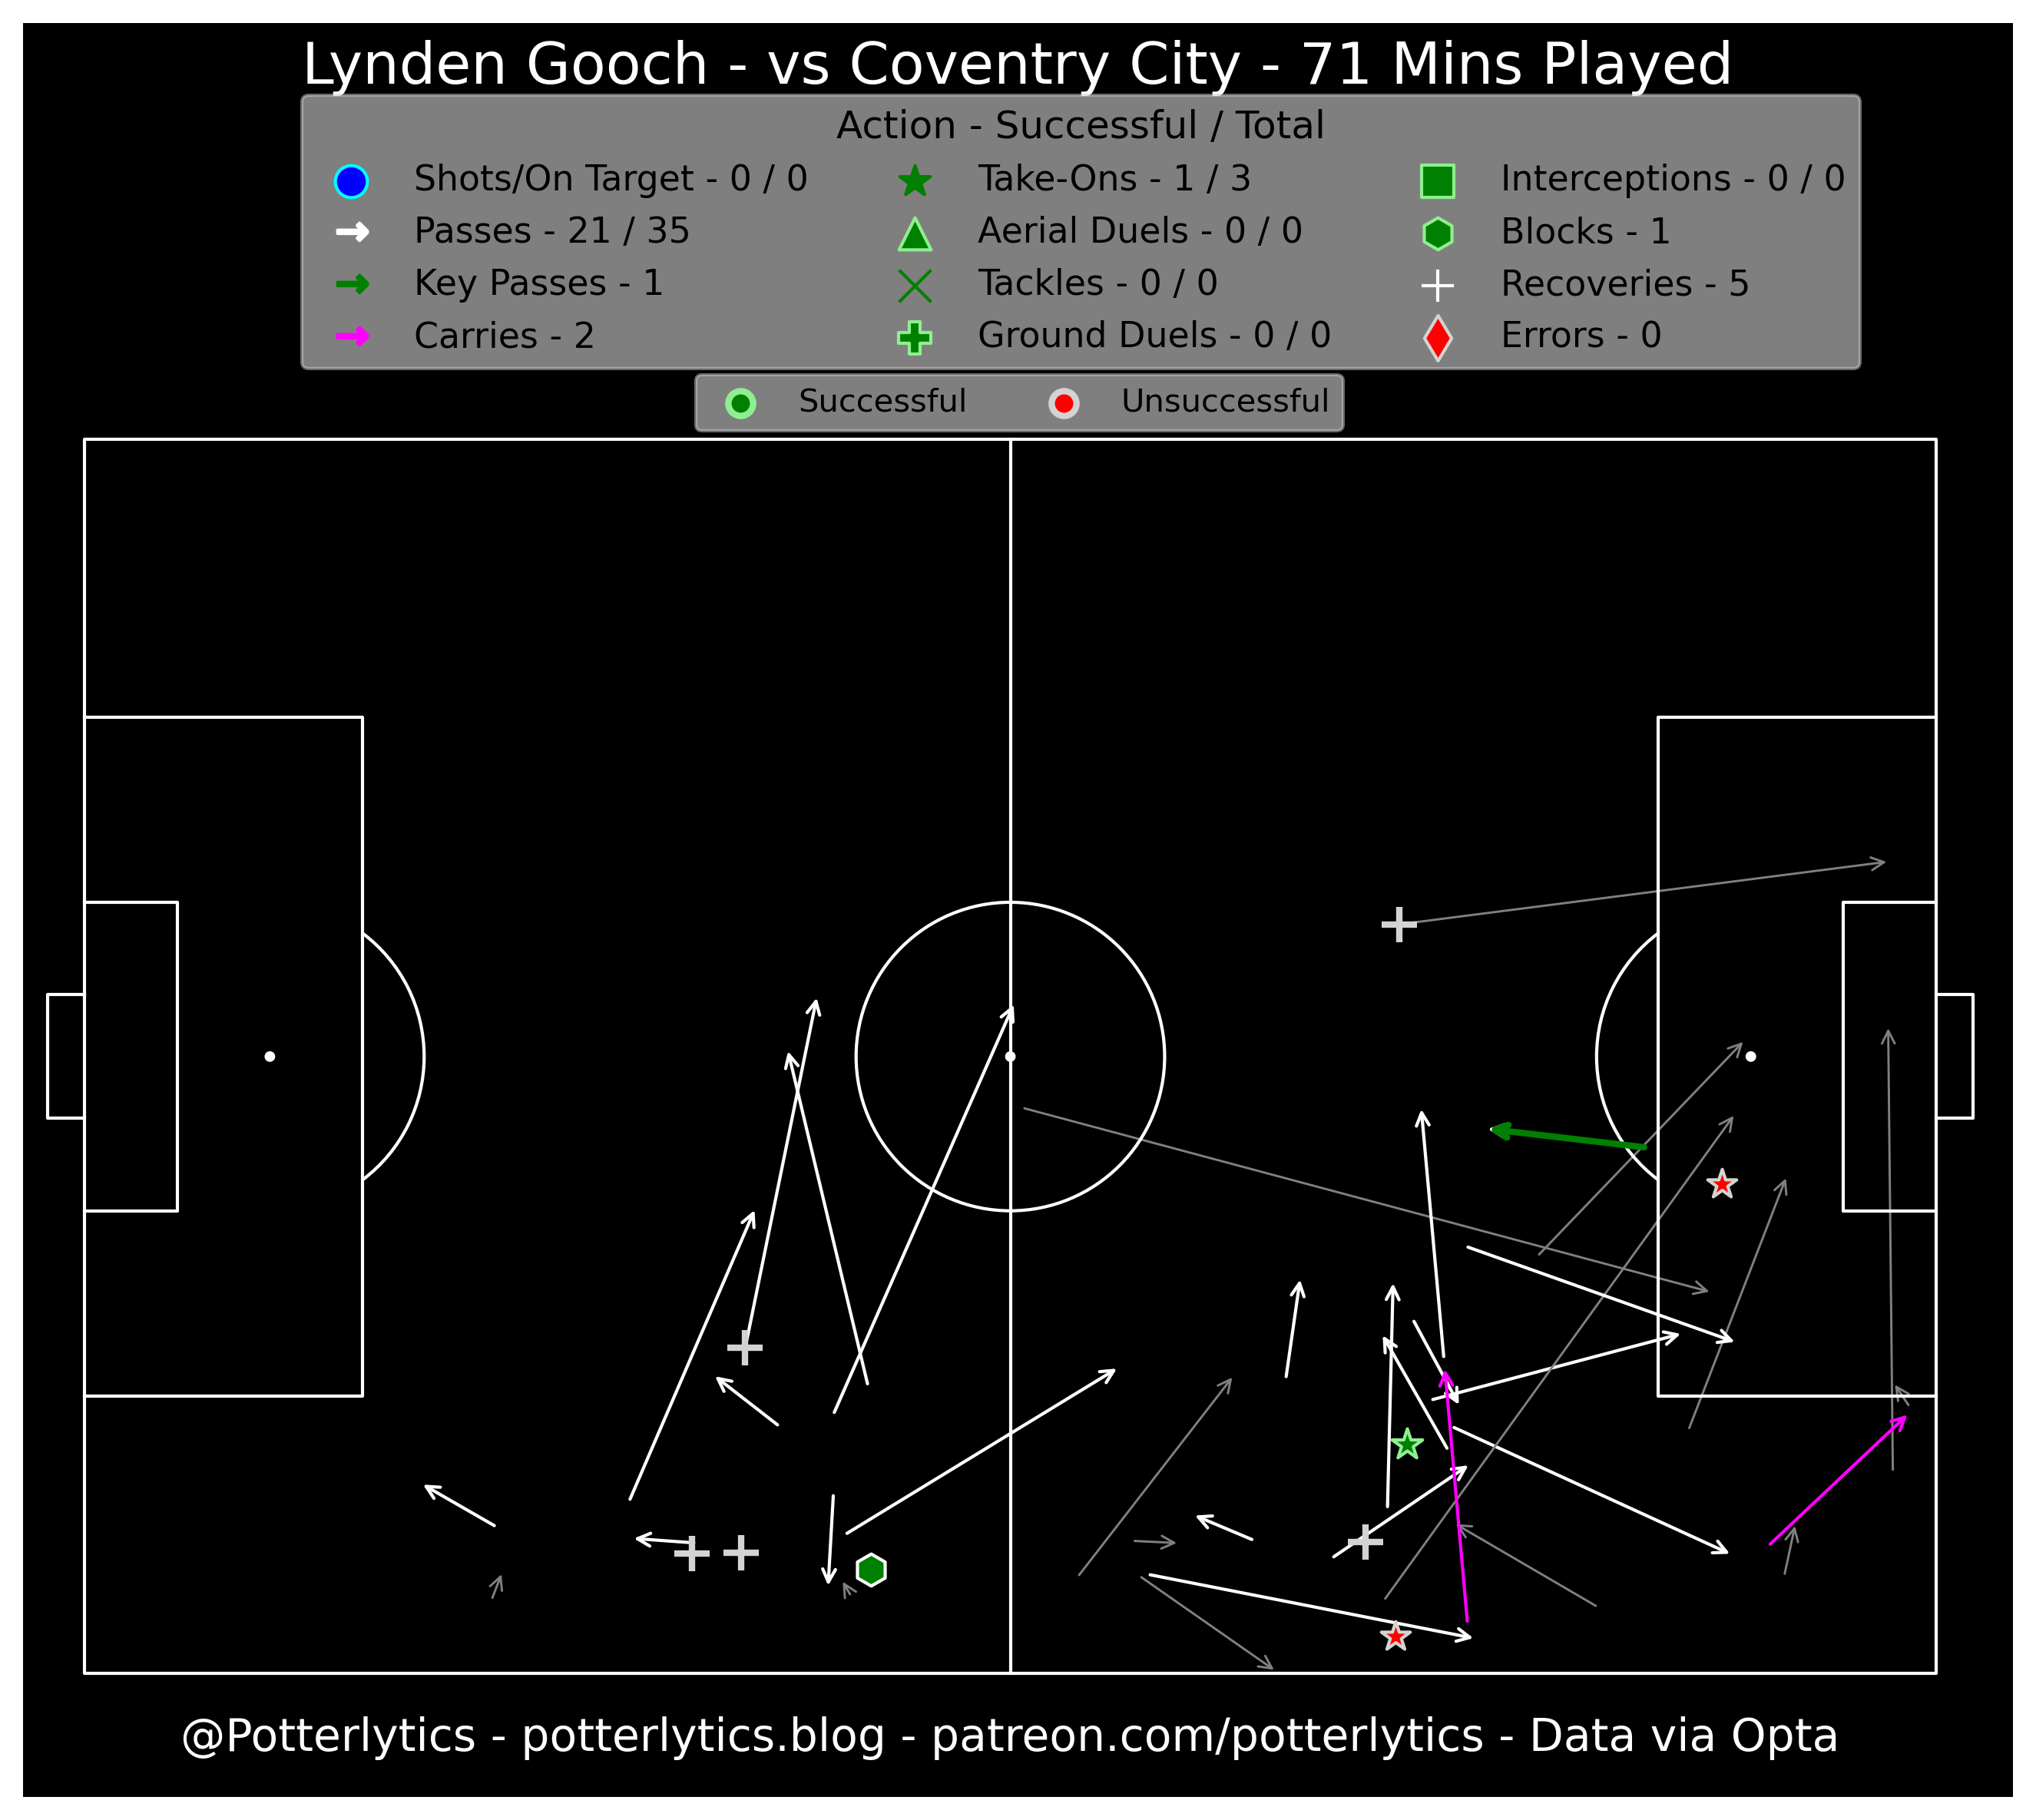 Lynden Gooch - vs Coventry City - 71 Mins Played
Action - Successful / Total
Shots/On Target - 0 / 0
Passes - 21 / 35
Key Passes - 1
Carries - 2
Take-Ons - 1 / 3
Aerial Duels - 0 / 0
Tackles - 0 / 0
Ground Duels - 0 / 0
Interceptions - 0 / 0
Blocks - 1
Recoveries - 5
Errors - 0
Successful
Unsuccessful
@Potterlytics - potterlytics.blog - patreon.com/potterlytics - Data via Opta